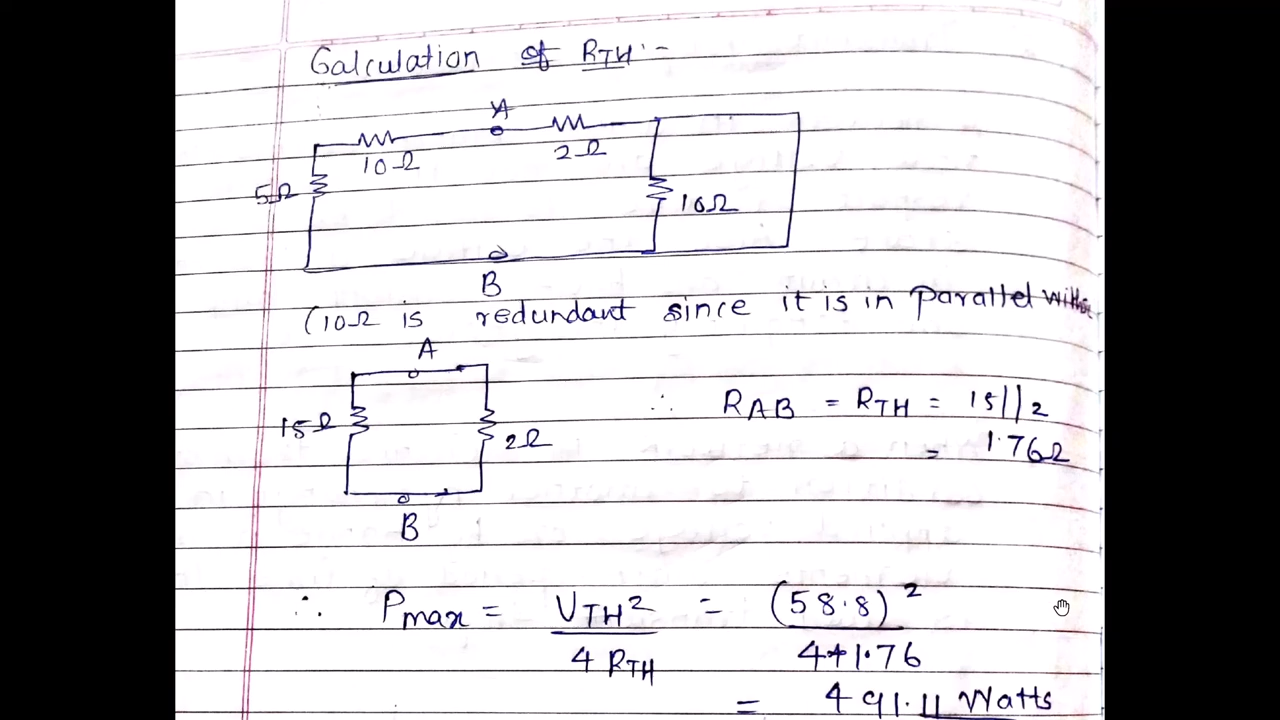 Calculation of RTH :-
A
10Ω 2Ω
5Ω 10Ω
B
(10Ω is redundant since it is in parallel with
A
15Ω 2Ω
∴ RAB = RTH = 15||2
= 1.76Ω
B
∴ Pmax = VTH² / 4 RTH = (58.8)² / 4*1.76
= 491.11 Watts